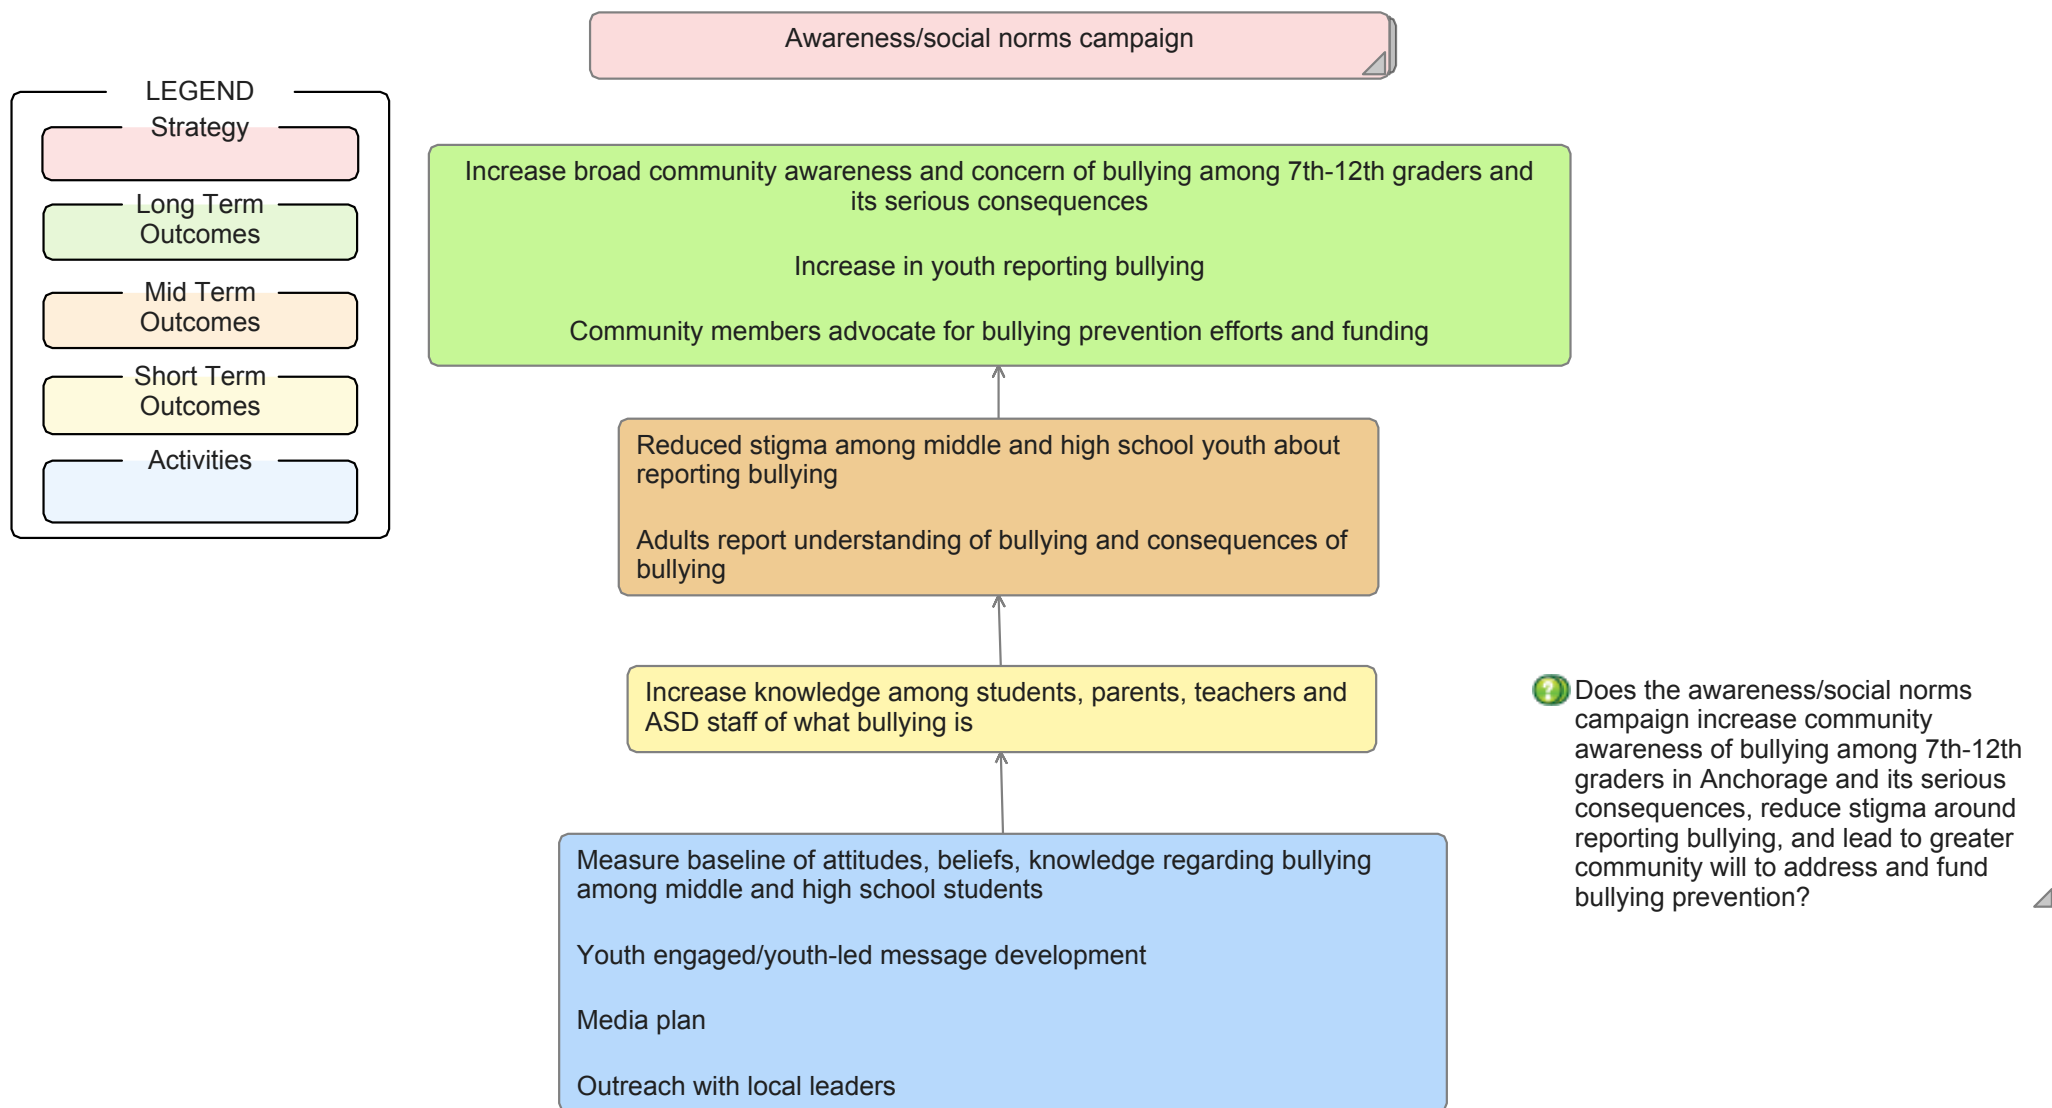 Awareness/social norms campaign
LEGEND
Strategy
Long Term
Outcomes
Mid Term
Outcomes
Short Term
Outcomes
Activities
Increase broad community awareness and concern of bullying among 7th-12th graders and
its serious consequences
Increase in youth reporting bullying
Community members advocate for bullying prevention efforts and funding
Reduced stigma among middle and high school youth about
reporting bullying
Adults report understanding of bullying and consequences of
bullying
Increase knowledge among students, parents, teachers and
ASD staff of what bullying is
Measure baseline of attitudes, beliefs, knowledge regarding bullying
among middle and high school students
Youth engaged/youth-led message development
Media plan
Outreach with local leaders
Does the awareness/social norms
campaign increase community
awareness of bullying among 7th-12th
graders in Anchorage and its serious
consequences, reduce stigma around
reporting bullying, and lead to greater
community will to address and fund
bullying prevention?